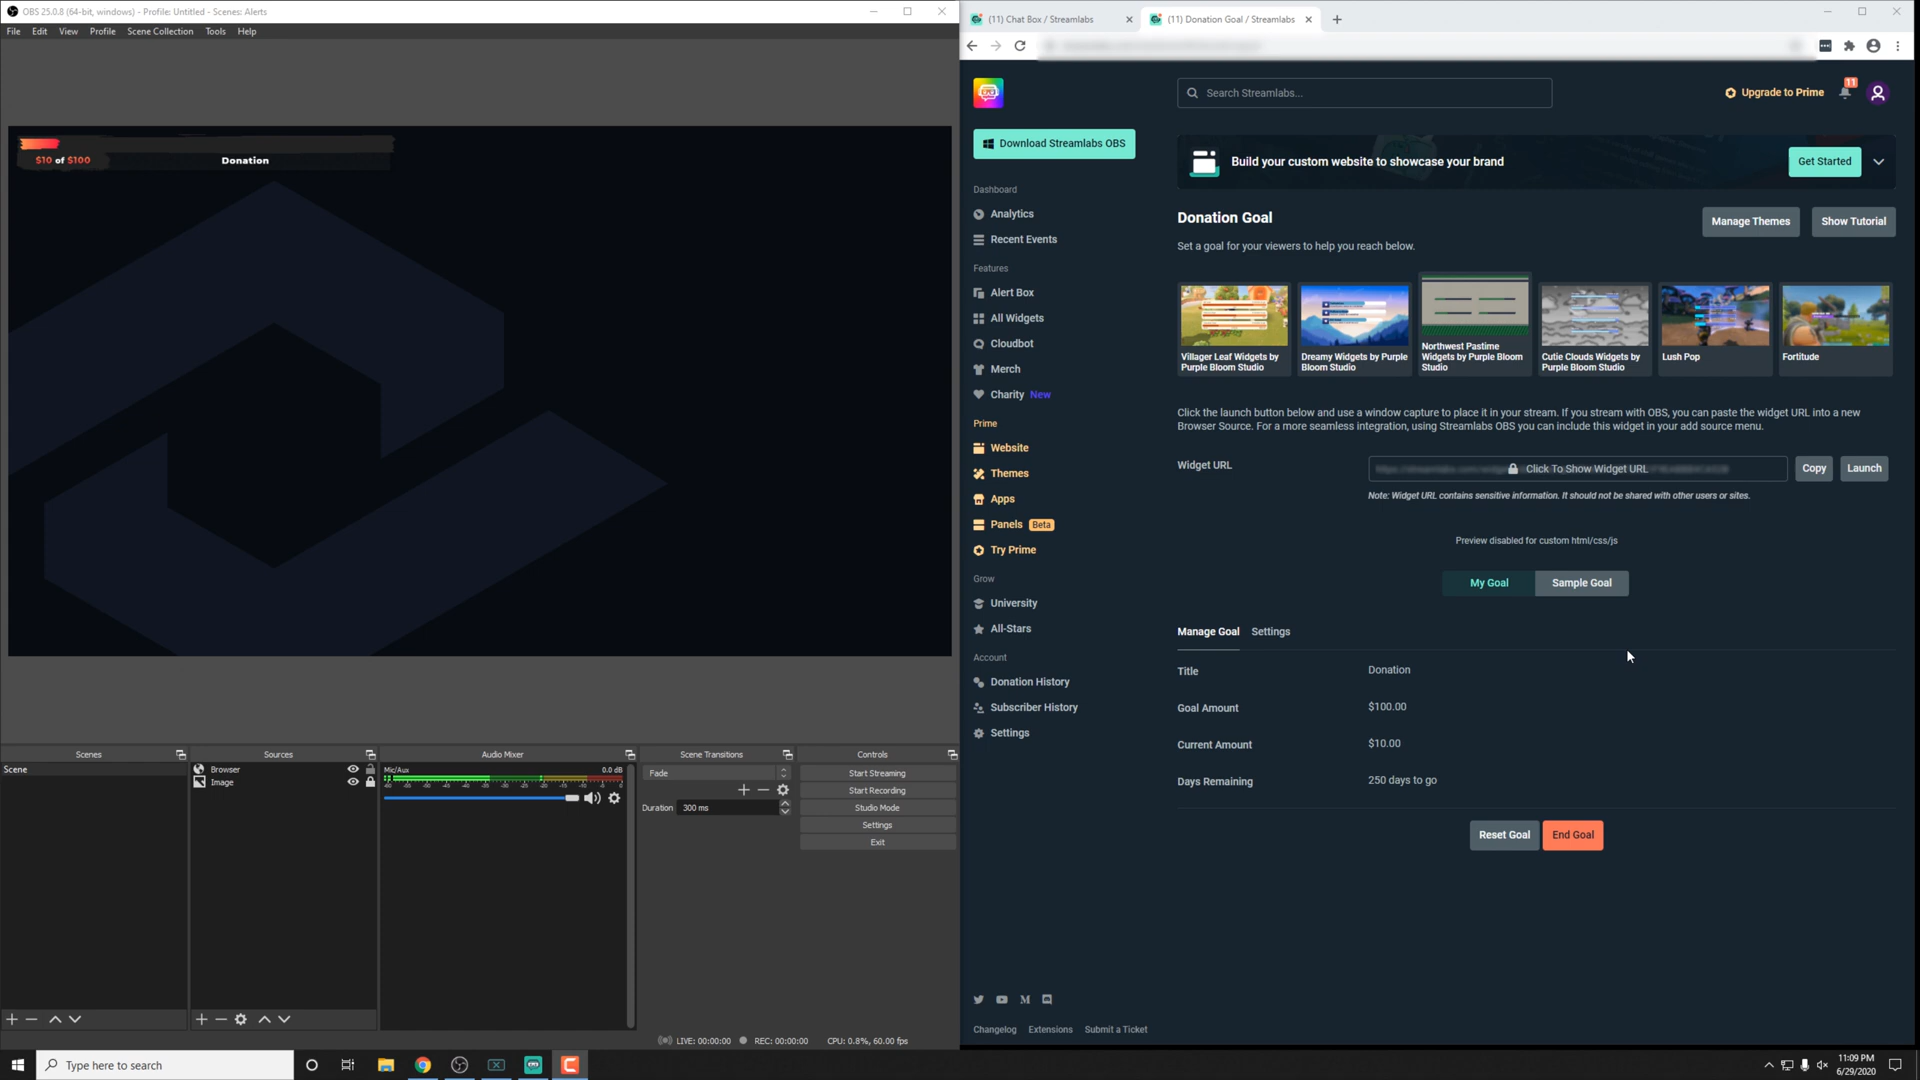 OBS 25.0.8 (64-bit, windows) - Profile: Untitled - Scenes: Alerts
File Edit View Profile Scene Collection Tools Help
$10 of $100
Donation
Scenes
Scene
Sources
Browser
Image
Audio Mixer
Mic/Aux
0.0 dB
Scene Transitions
Fade
Duration 300 ms
Controls
Start Streaming
Start Recording
Studio Mode
Settings
Exit
LIVE: 00:00:00 REC: 00:00:00 CPU: 0.8%, 60.00 fps
(11) Chat Box / Streamlabs
(11) Donation Goal / Streamlabs
Search Streamlabs...
Upgrade to Prime
11
Download Streamlabs OBS
Dashboard
Analytics
Recent Events
Features
Alert Box
All Widgets
Cloudbot
Merch
Charity New
Prime
Website
Themes
Apps
Panels Beta
Try Prime
Grow
University
All-Stars
Account
Donation History
Subscriber History
Settings
Changelog Extensions Submit a Ticket
Build your custom website to showcase your brand
Get Started
Donation Goal
Manage Themes
Show Tutorial
Set a goal for your viewers to help you reach below.
Villager Leaf Widgets by
Purple Bloom Studio
Dreamy Widgets by Purple
Bloom Studio
Northwest Pastime
Widgets by Purple Bloom
Studio
Cutie Clouds Widgets by
Purple Bloom Studio
Lush Pop
Fortitude
Click the launch button below and use a window capture to place it in your stream. If you stream with OBS, you can paste the widget URL into a new
Browser Source. For a more seamless integration, using Streamlabs OBS you can include this widget in your add source menu.
Widget URL
Click To Show Widget URL
Copy
Launch
Note: Widget URL contains sensitive information. It should not be shared with other users or sites.
Preview disabled for custom html/css/js
My Goal
Sample Goal
Manage Goal
Settings
Title
Donation
Goal Amount
$100.00
Current Amount
$10.00
Days Remaining
250 days to go
Reset Goal
End Goal
Type here to search
11:09 PM
6/29/2020